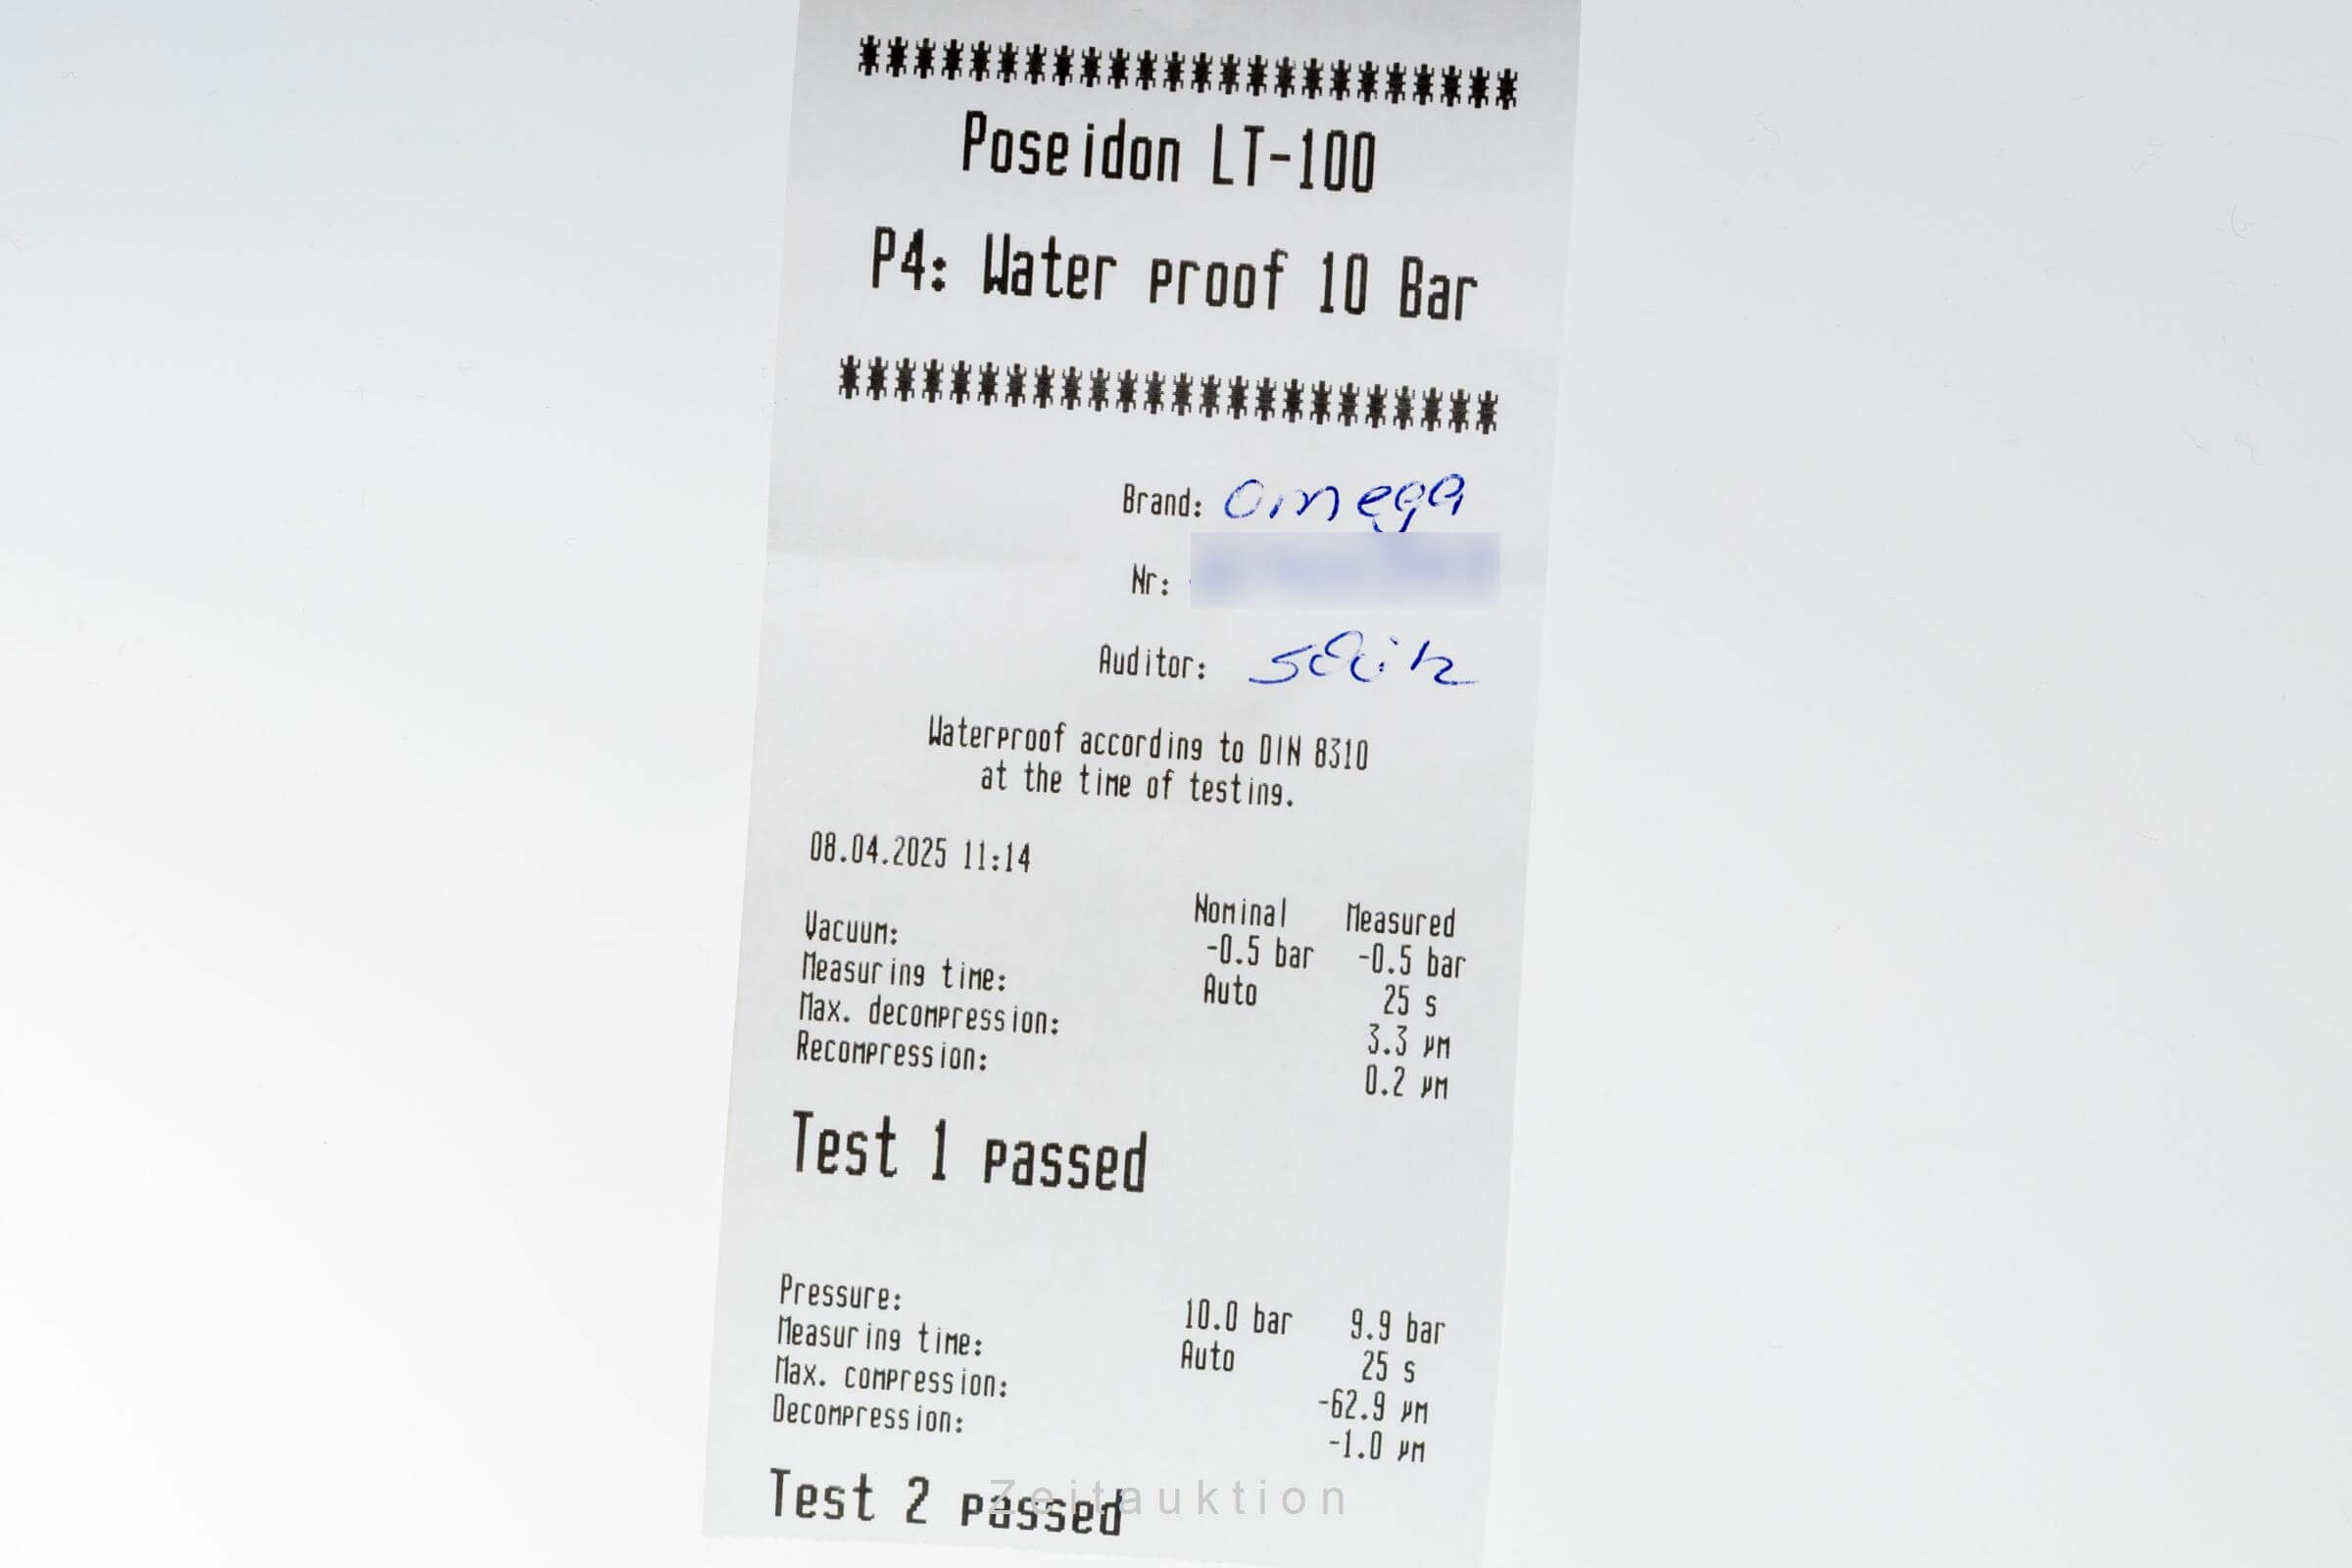 ************************
Poseidon LT-100
P4: Water proof 10 Bar
************************
Brand: Omega
Nr:
Auditor:
Waterproof according to DIN 8310
at the time of testing.
08.04.2025 11:14
Nominal Measured
Vacuum: -0.5 bar -0.5 bar
Measuring time: Auto 25 s
Max. decompression: 3.3 µm
Recompression: 0.2 µm
Test 1 passed
Pressure: 10.0 bar 9.9 bar
Measuring time: Auto 25 s
Max. compression: -62.9 µm
Decompression: -1.0 µm
Test 2 passed
Zeitauktion